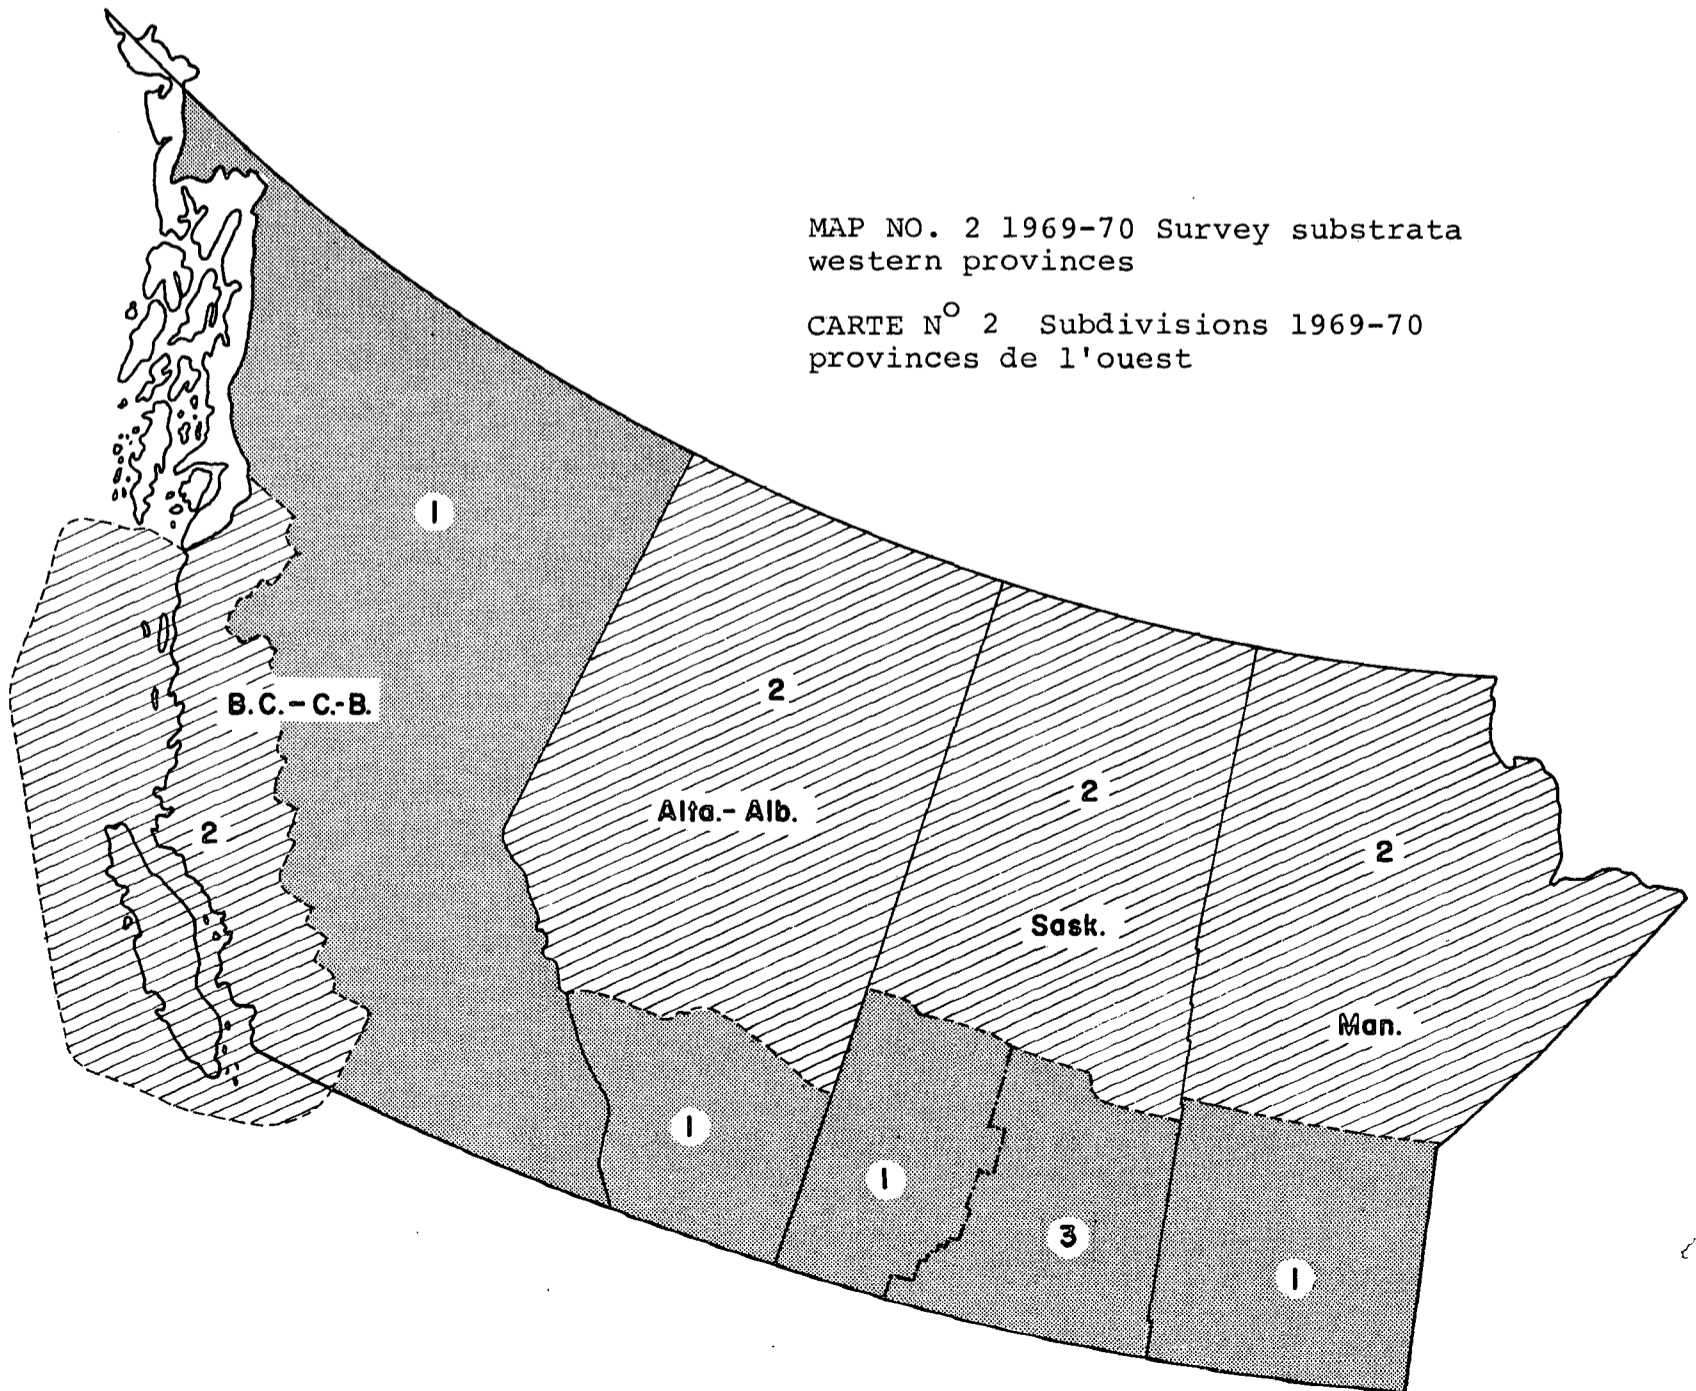 MAP NO. 2 1969-70 Survey substrata
western provinces
CARTE Nº 2 Subdivisions 1969-70
provinces de l'ouest
1
2
B.C.-C.-B.
2
Alta.-Alb.
2
2
2
Sask.
Man.
1
1
3
1